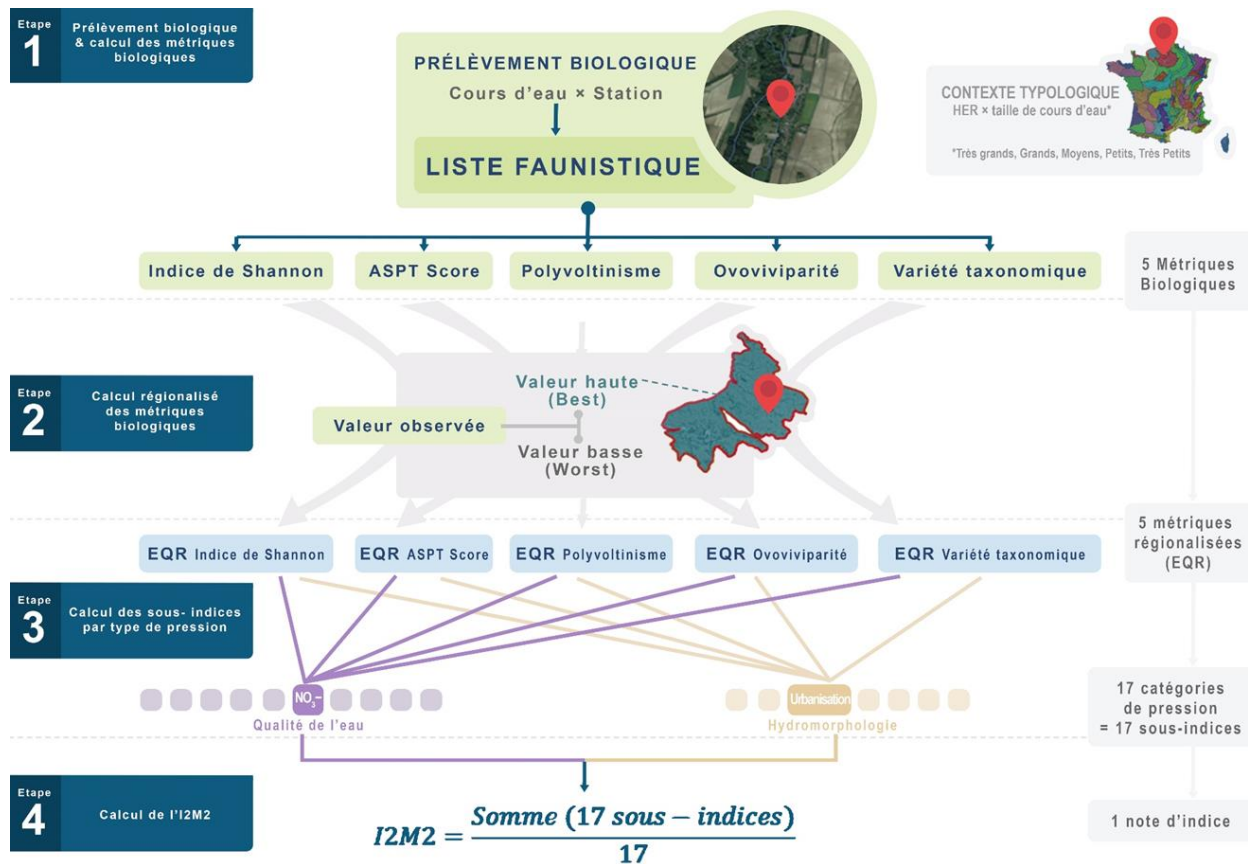 Etape
1
Prélèvement biologique
& calcul des métriques
biologiques
PRÉLÈVEMENT BIOLOGIQUE
Cours d'eau × Station
LISTE FAUNISTIQUE
CONTEXTE TYPOLOGIQUE
HER × taille de cours d'eau*
*Très grands, Grands, Moyens, Petits, Très Petits
Indice de Shannon
ASPT Score
Polyvoltinisme
Ovoviviparité
Variété taxonomique
5 Métriques
Biologiques
Etape
2
Calcul régionalisé
des métriques
biologiques
Valeur haute
(Best)
Valeur observée
Valeur basse
(Worst)
EQR Indice de Shannon
EQR ASPT Score
EQR Polyvoltinisme
EQR Ovoviviparité
EQR Variété taxonomique
5 métriques
régionalisées
(EQR)
Etape
3
Calcul des sous- indices
par type de pression
NO3−
Qualité de l'eau
Urbanisation
Hydromorphologie
17 catégories
de pression
= 17 sous-indices
Etape
4
Calcul de l'I2M2
I2M2 = Somme (17 sous − indices)
17
1 note d'indice